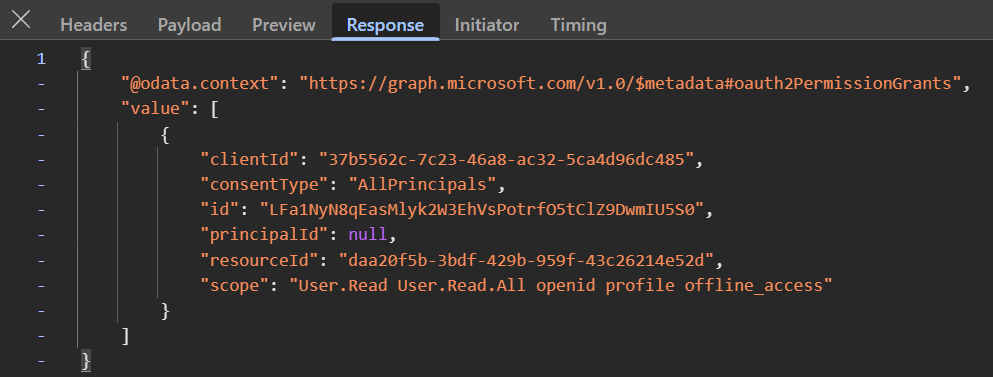 Headers Payload Preview Response Initiator Timing
1 {
- "@odata.context": "https://graph.microsoft.com/v1.0/$metadata#oauth2PermissionGrants",
- "value": [
- {
- "clientId": "37b5562c-7c23-46a8-ac32-5ca4d96dc485",
- "consentType": "AllPrincipals",
- "id": "LFa1NyN8qEasMlyk2W3EhVsPotrfO5tClZ9DwmIU5S0",
- "principalId": null,
- "resourceId": "daa20f5b-3bdf-429b-959f-43c26214e52d",
- "scope": "User.Read User.Read.All openid profile offline_access"
- }
- ]
- }